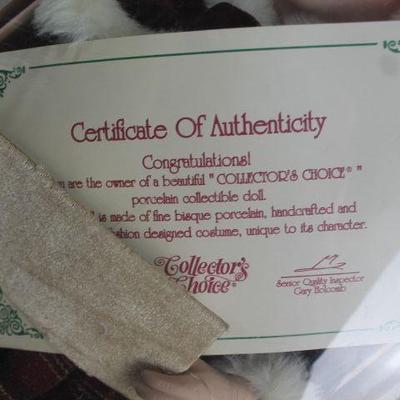 Certificate Of Authenticity
Congratulations!
are the owner of a beautiful "COLLECTOR'S CHOICE® "
porcelain collectible doll.
is made of fine bisque porcelain, handcrafted and
fashion designed costume, unique to its character.
Collector's
Choice®
Senior Quality Inspector
Gary Holcomb